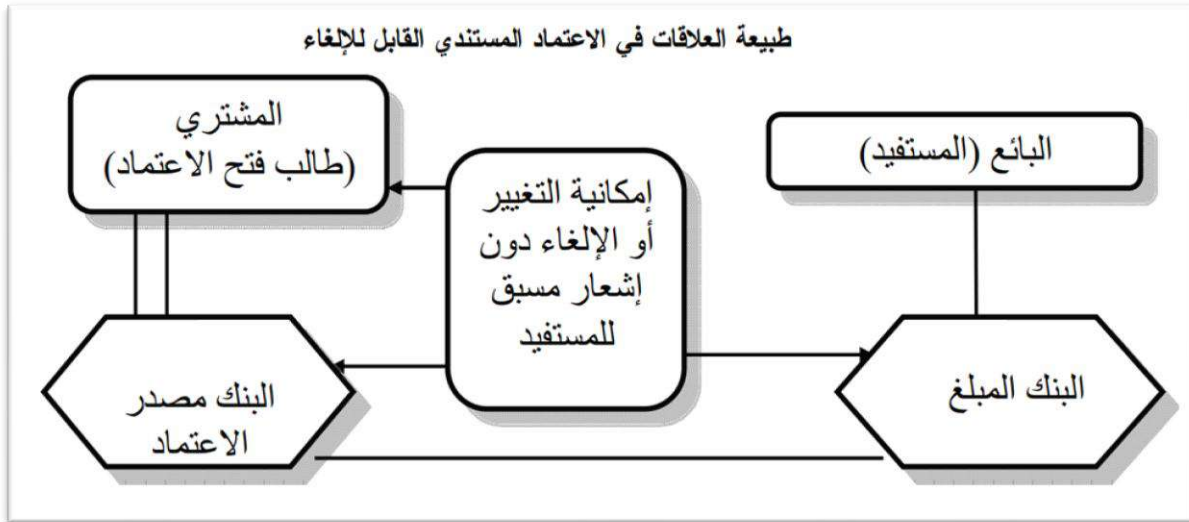 طبيعة العلاقات في الاعتماد المستندي القابل للإلغاء
البائع (المستفيد)
المشتري
(طالب فتح الاعتماد)
إمكانية التغيير
أو الإلغاء دون
إشعار مسبق
للمستفيد
البنك المبلغ
البنك مصدر
الاعتماد